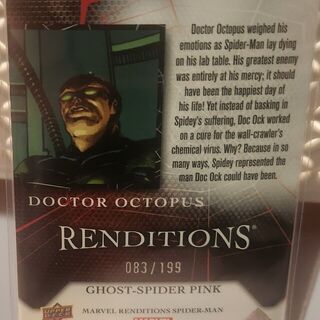 Doctor Octopus weighed his
emotions as Spider-Man lay dying
on his lab table. His greatest enemy
was entirely at his mercy; it should
have been the happiest day of
his life! Yet instead of basking in
Spidey's suffering, Doc Ock worked
on a cure for the wall-crawler's
chemical virus. Why? Because in so
many ways, Spidey represented the
man Doc Ock could have been.
DOCTOR OCTOPUS
RENDITIONS®
083/199
GHOST-SPIDER PINK
UPPER DECK
MARVEL RENDITIONS SPIDER-MAN